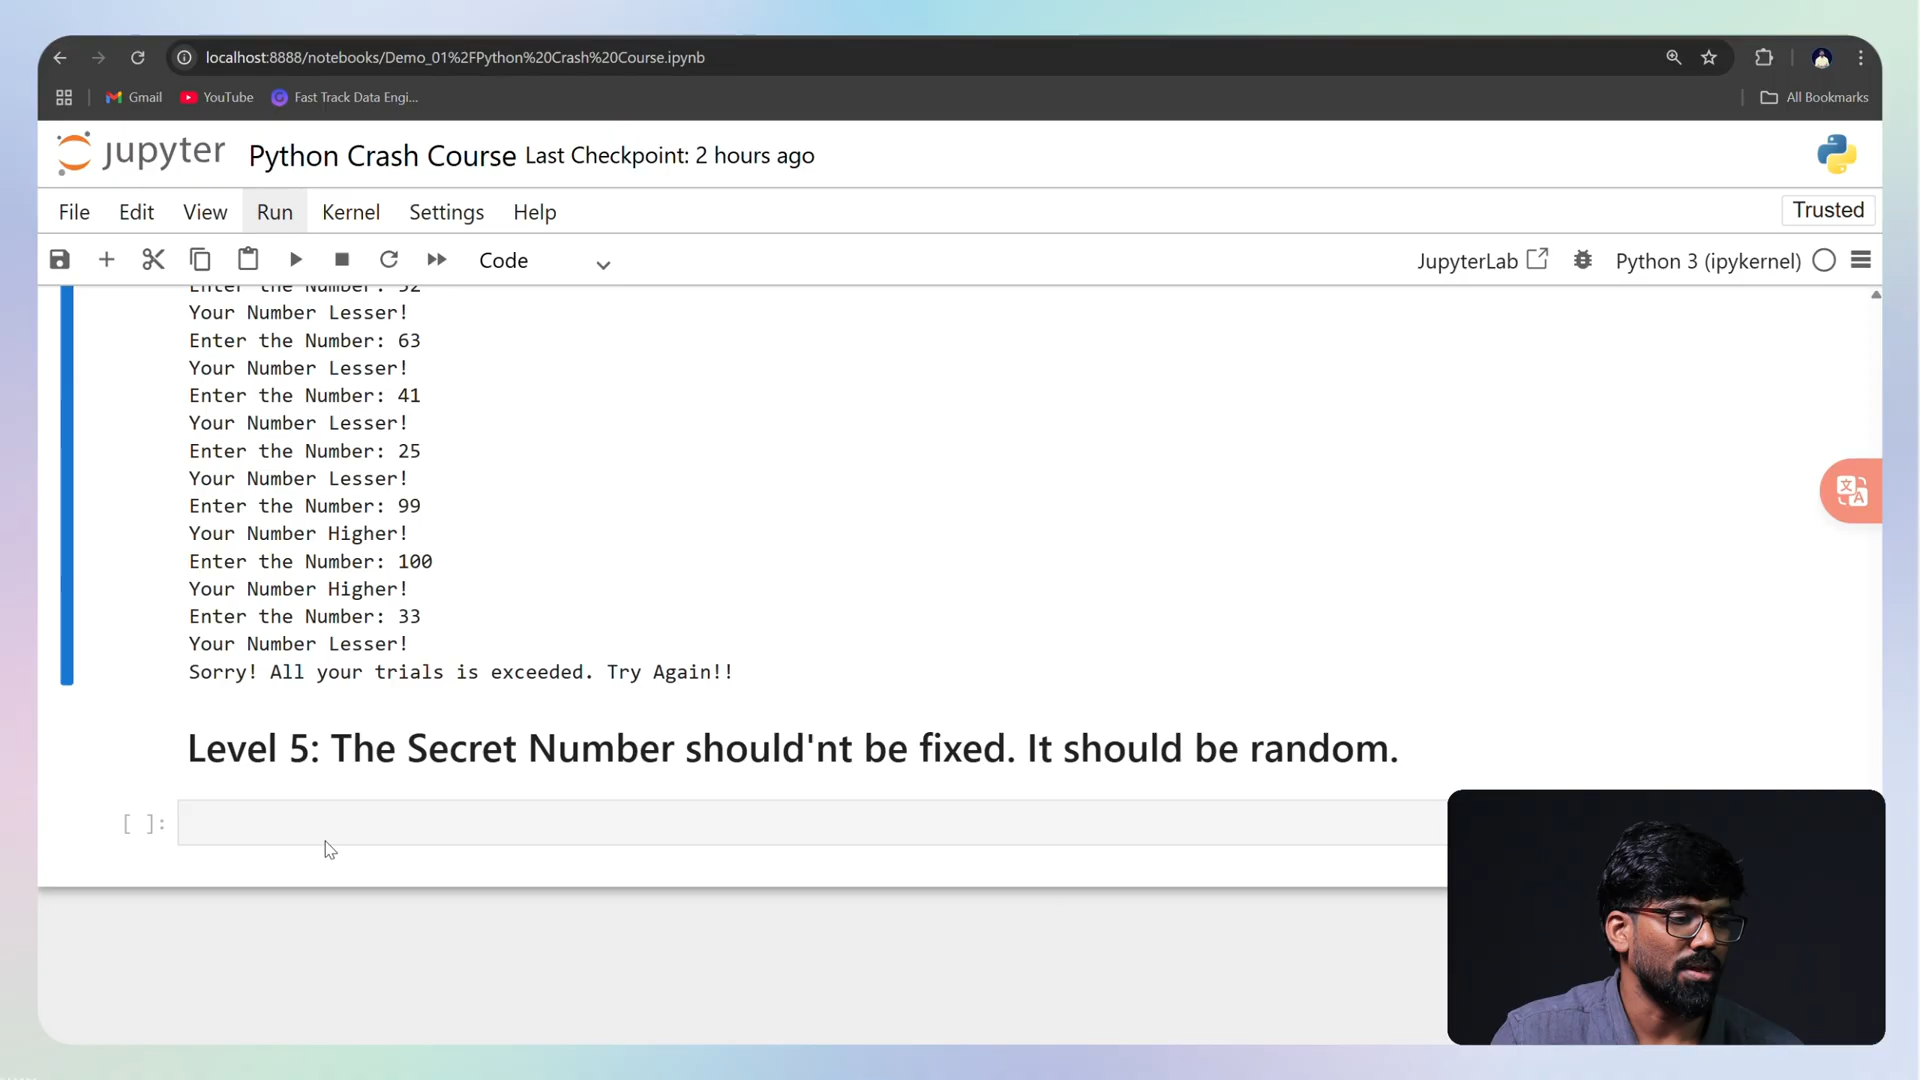 localhost:8888/notebooks/Demo_01%2FPython%20Crash%20Course.ipynb
Gmail YouTube Fast Track Data Engi... All Bookmarks
jupyter Python Crash Course Last Checkpoint: 2 hours ago
File Edit View Run Kernel Settings Help Trusted
Code JupyterLab Python 3 (ipykernel)
Enter the Number: 52
Your Number Lesser!
Enter the Number: 63
Your Number Lesser!
Enter the Number: 41
Your Number Lesser!
Enter the Number: 25
Your Number Lesser!
Enter the Number: 99
Your Number Higher!
Enter the Number: 100
Your Number Higher!
Enter the Number: 33
Your Number Lesser!
Sorry! All your trials is exceeded. Try Again!!
Level 5: The Secret Number should'nt be fixed. It should be random.
[ ]: